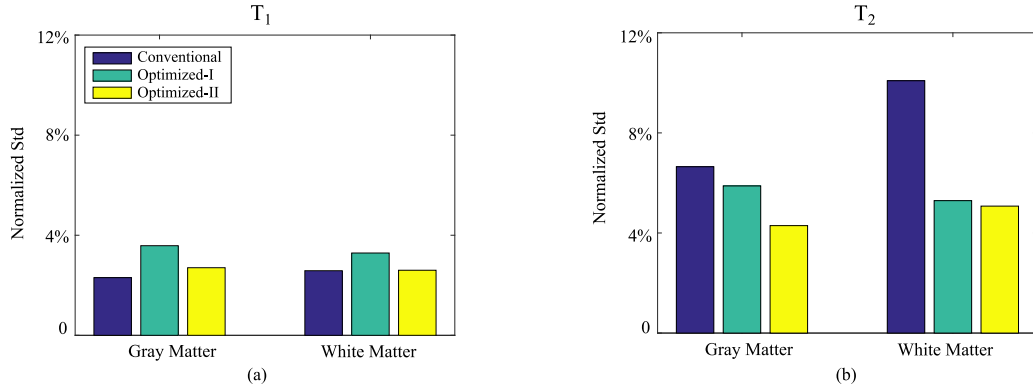 T1
12%
8%
4%
0
Normalized Std
Conventional
Optimized-I
Optimized-II
Gray Matter
White Matter
(a)
T2
12%
8%
4%
0
Normalized Std
Gray Matter
White Matter
(b)